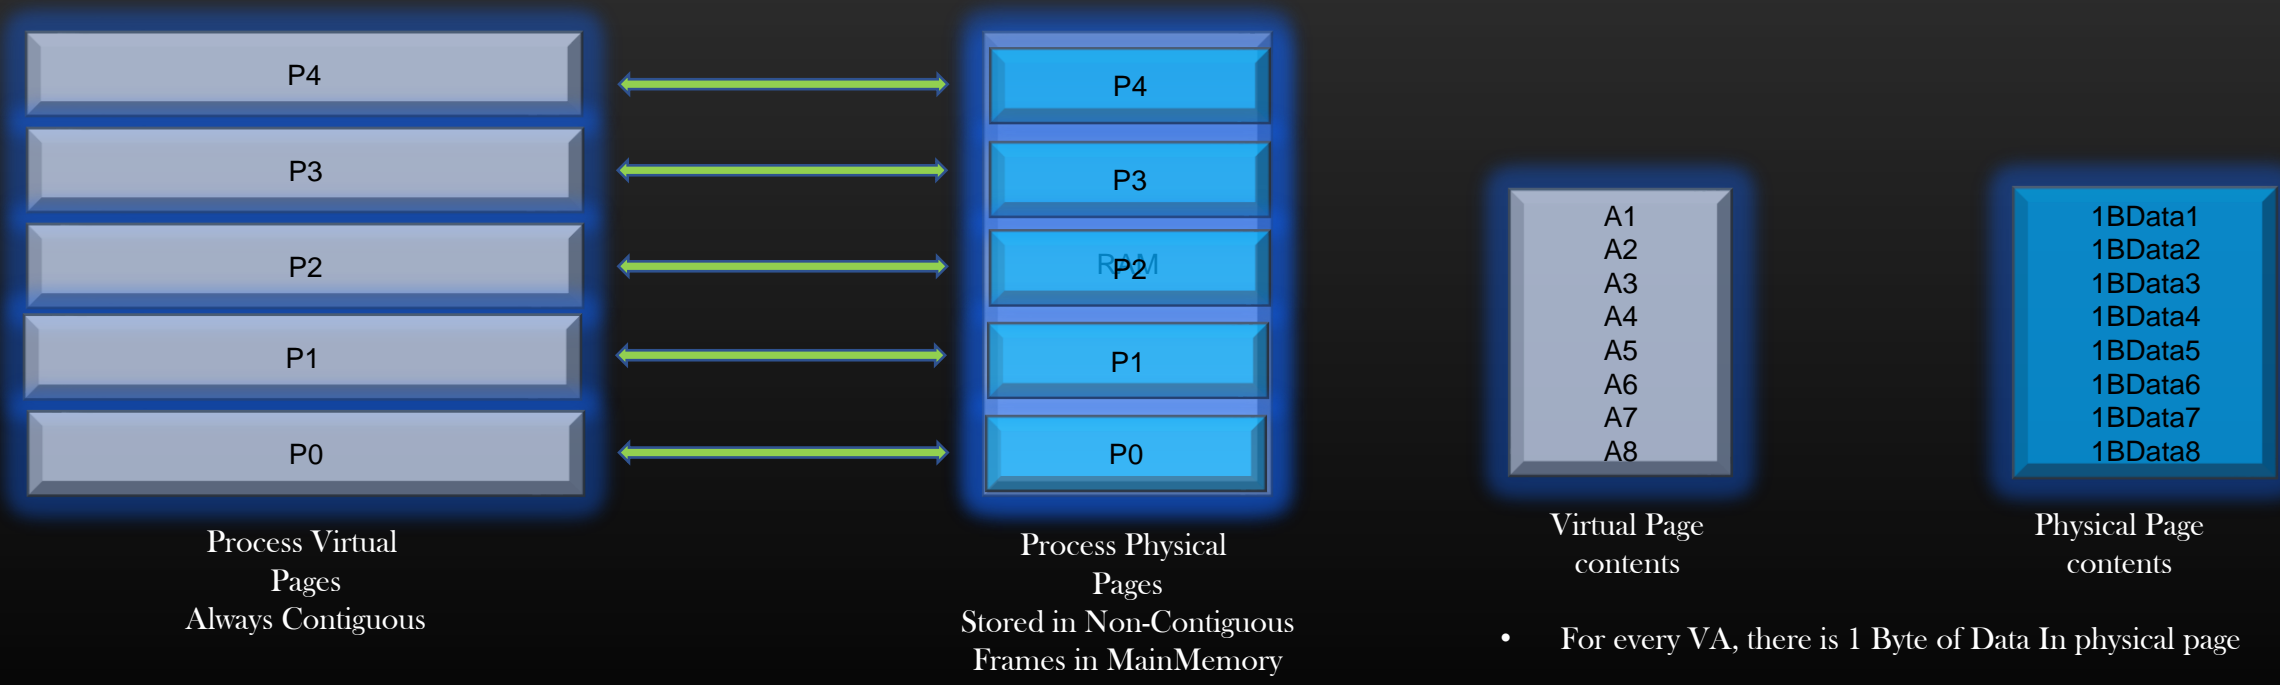 P4
P3
P2
P1
P0
Process Virtual
Pages
Always Contiguous
P4
P3
RAM
P2
P1
P0
Process Physical
Pages
Stored in Non-Contiguous
Frames in MainMemory
A1
A2
A3
A4
A5
A6
A7
A8
Virtual Page
contents
1BData1
1BData2
1BData3
1BData4
1BData5
1BData6
1BData7
1BData8
Physical Page
contents
• For every VA, there is 1 Byte of Data In physical page